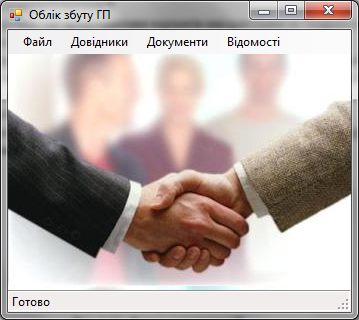 Облік збуту ГП
Файл Довідники Документи Відомості
Готово